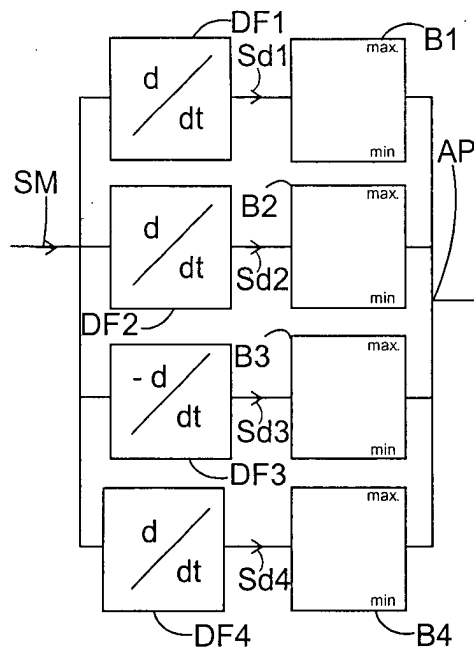 DF1
B1
Sd1
max.
d
dt
AP
min
SM
B2
max.
d
dt
Sd2
min
DF2
B3
max.
- d
dt
Sd3
min
DF3
max.
d
dt
Sd4
min
DF4
B4